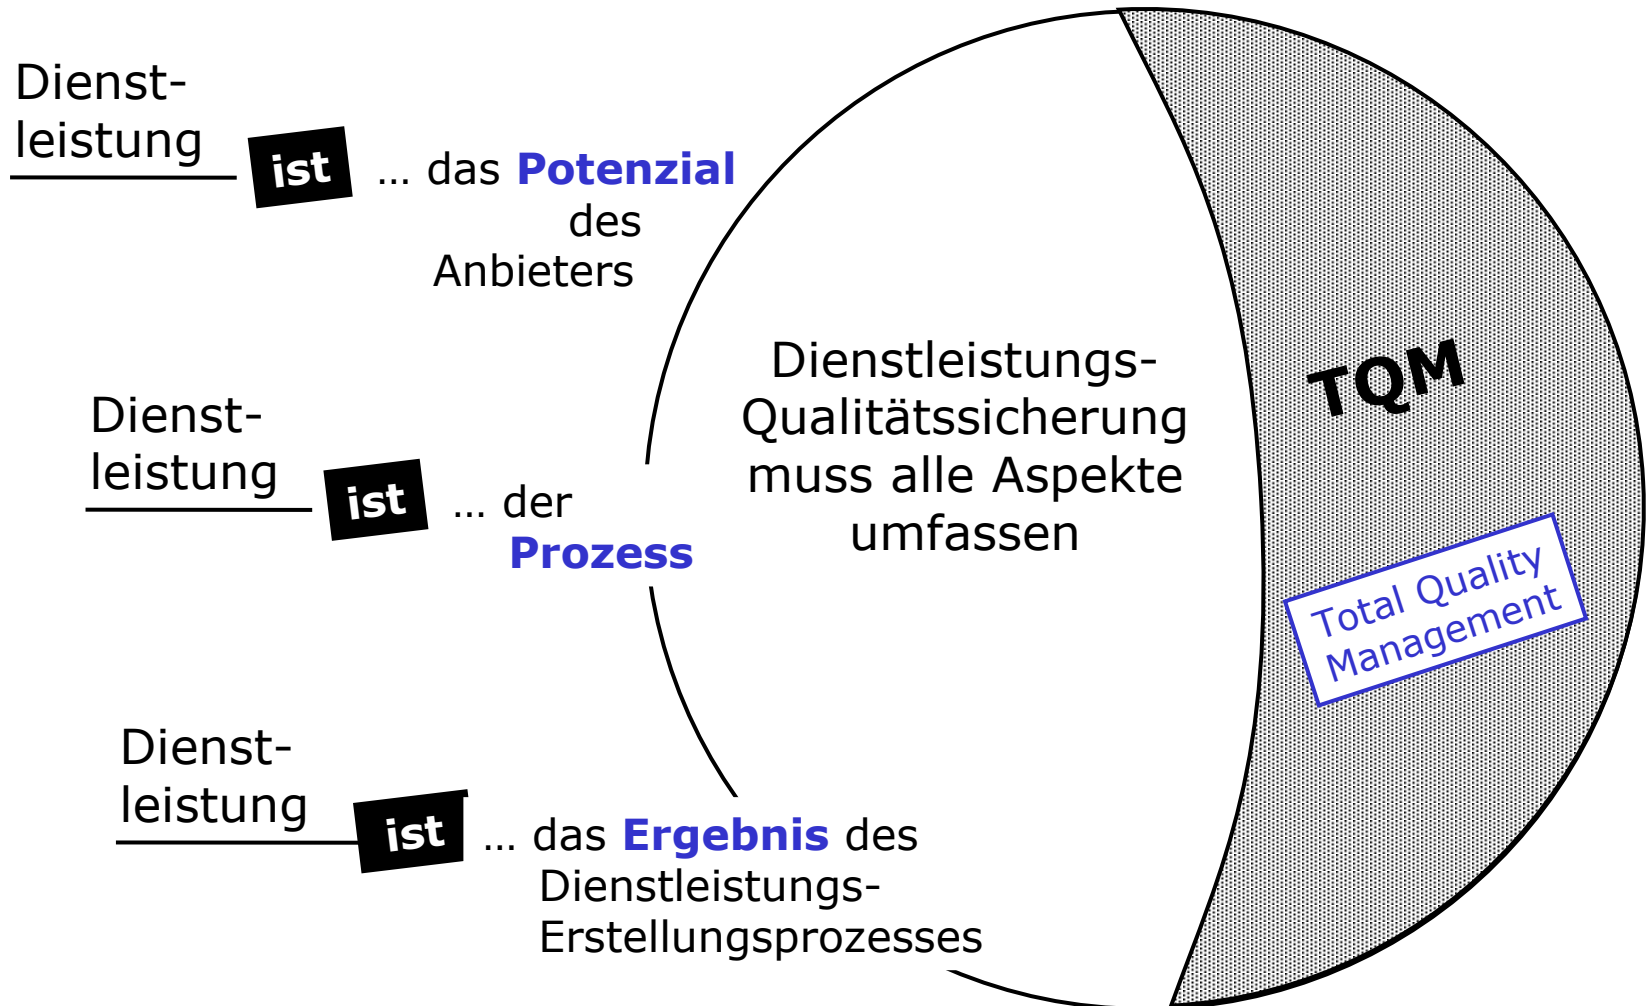 Dienst-
leistung
ist
... das Potenzial
des
Anbieters
Dienst-
leistung
ist
... der
Prozess
Dienst-
leistung
ist
... das Ergebnis des
Dienstleistungs-
Erstellungsprozesses
Dienstleistungs-
Qualitätssicherung
muss alle Aspekte
umfassen
TQM
Total Quality
Management